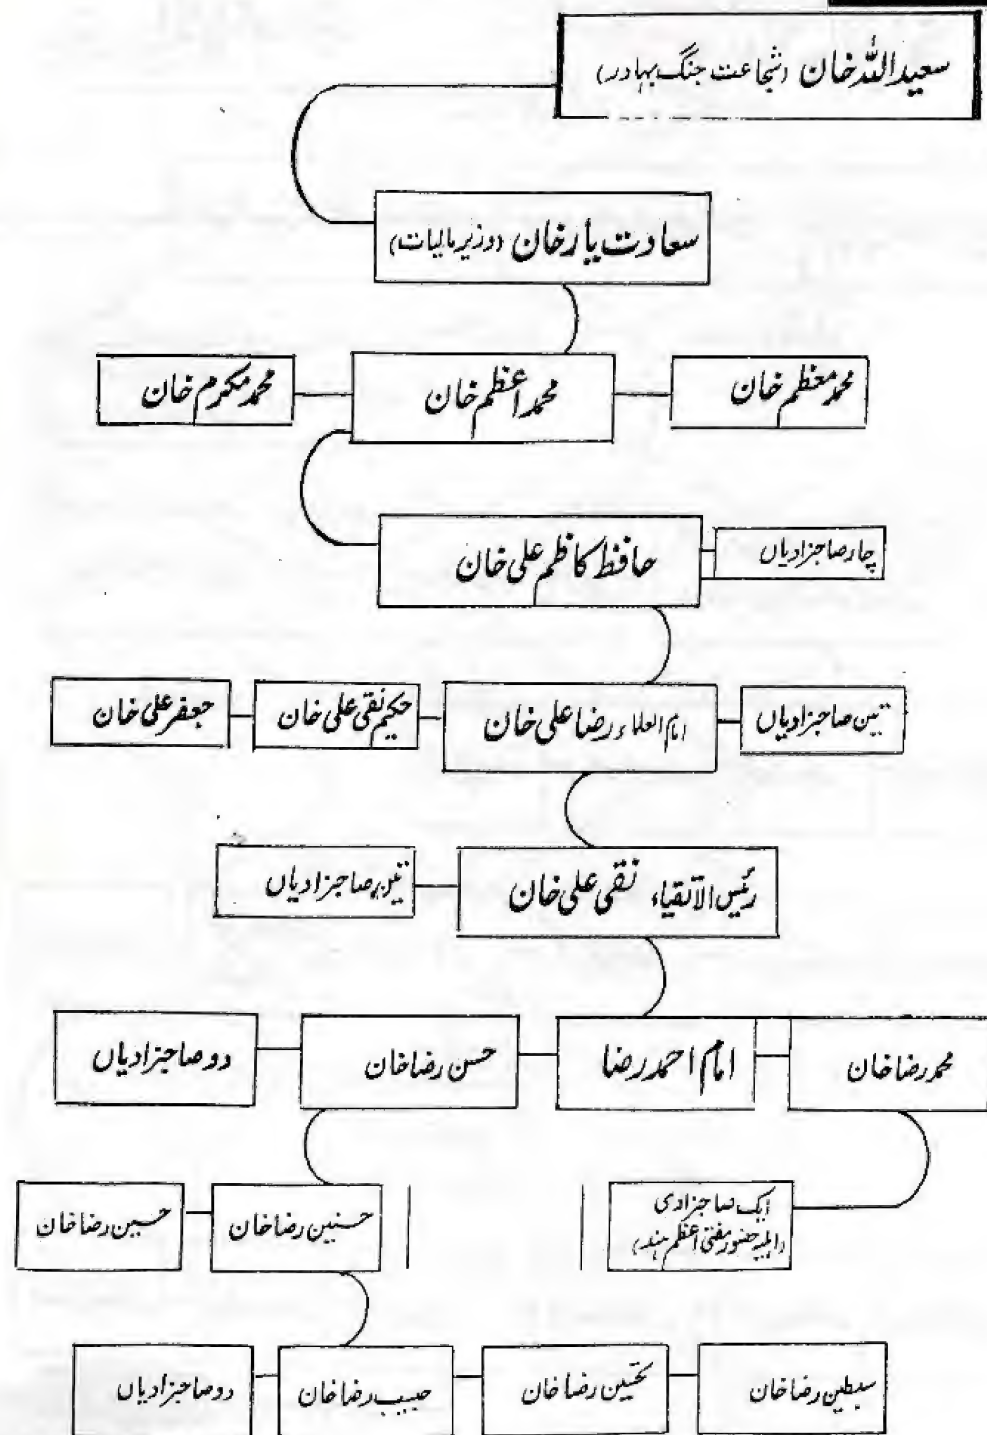 سعید اللہ خان (شجاعت جنگ بہادر)
سعادت یار خان (وزیر مالیات)
محمد معظم خان
محمد اعظم خان
محمد مکرم خان
حافظ کاظم علی خان
چار صاحبزادیاں
تین صاحبزادیاں
امام العلماء رضا علی خان
حکیم نقی علی خان
جعفر علی خان
رئیس الاتقیاء نقی علی خان
تین صاحبزادیاں
محمد رضا خان
امام احمد رضا
حسن رضا خان
دو صاحبزادیاں
ایک صاحبزادی
(اہلیہ حضور مفتی اعظم ہند)
حسنین رضا خان
حسین رضا خان
سبطین رضا خان
تحسین رضا خان
حبیب رضا خان
دو صاحبزادیاں